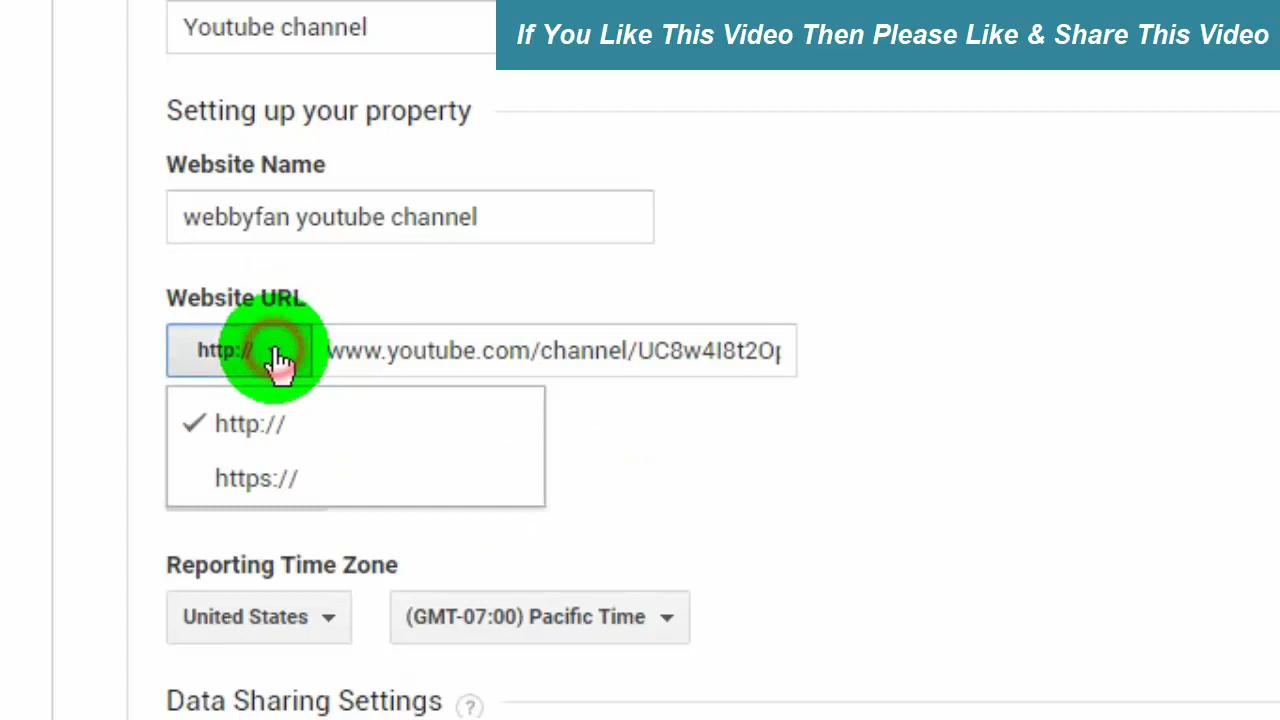 Youtube channel
If You Like This Video Then Please Like & Share This Video
Setting up your property
Website Name
webbyfan youtube channel
Website URL
http:// www.youtube.com/channel/UC8w4I8t2Op
http://
https://
Reporting Time Zone
United States (GMT-07:00) Pacific Time
Data Sharing Settings ?